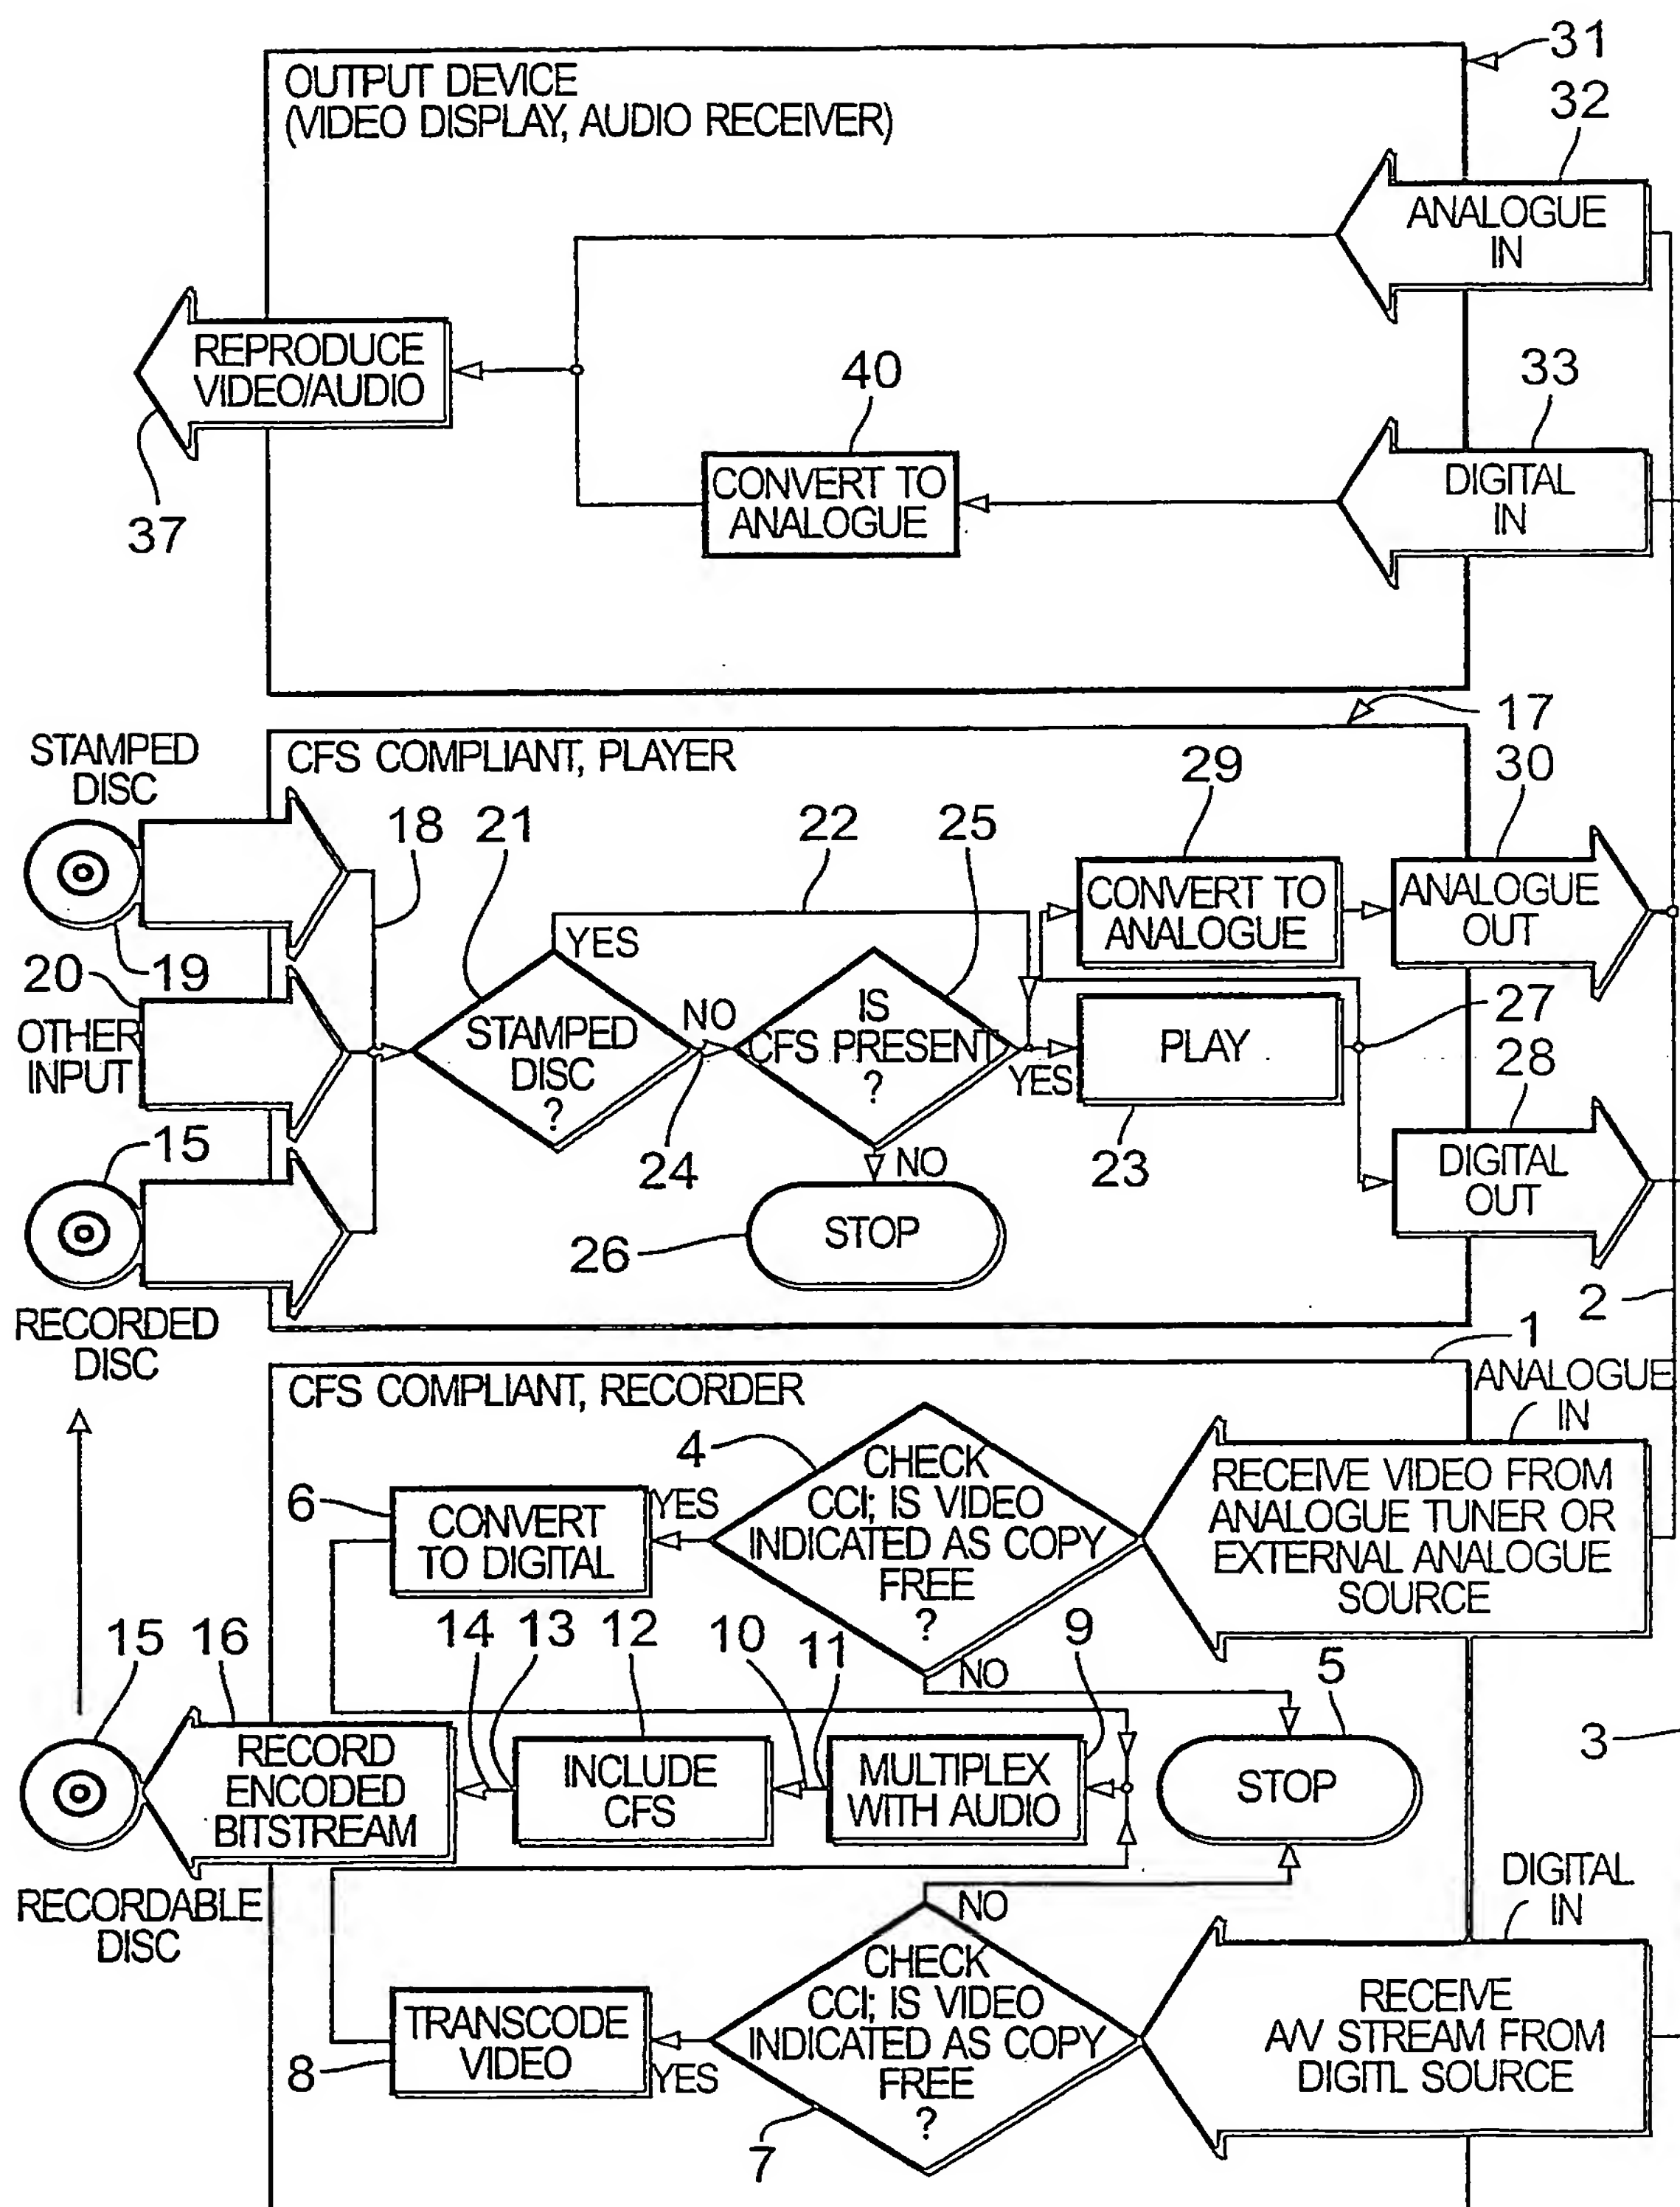 31
OUTPUT DEVICE
(VIDEO DISPLAY, AUDIO RECEIVER)
32
ANALOGUE
IN
REPRODUCE
VIDEO/AUDIO
37
40
CONVERT TO
ANALOGUE
33
DIGITAL
IN
17
STAMPED
DISC
CFS COMPLIANT, PLAYER
29
30
18
21
22
25
CONVERT TO
ANALOGUE
ANALOGUE
OUT
YES
20
19
OTHER
INPUT
STAMPED
DISC
?
NO
IS
CFS PRESENT
?
YES
PLAY
27
28
15
24
NO
23
DIGITAL
OUT
26
STOP
RECORDED
DISC
2
1
CFS COMPLIANT, RECORDER
ANALOGUE
IN
4
CHECK
CCI; IS VIDEO
INDICATED AS COPY
FREE
?
RECEIVE VIDEO FROM
ANALOGUE TUNER OR
EXTERNAL ANALOGUE
SOURCE
6
YES
CONVERT
TO DIGITAL
15
16
14
13
12
10
11
9
NO
5
RECORD
ENCODED
BITSTREAM
INCLUDE
CFS
MULTIPLEX
WITH AUDIO
STOP
3
RECORDABLE
DISC
DIGITAL
IN
NO
CHECK
CCI; IS VIDEO
INDICATED AS COPY
FREE
?
RECEIVE
A/V STREAM FROM
DIGITL SOURCE
TRANSCODE
VIDEO
8
YES
7